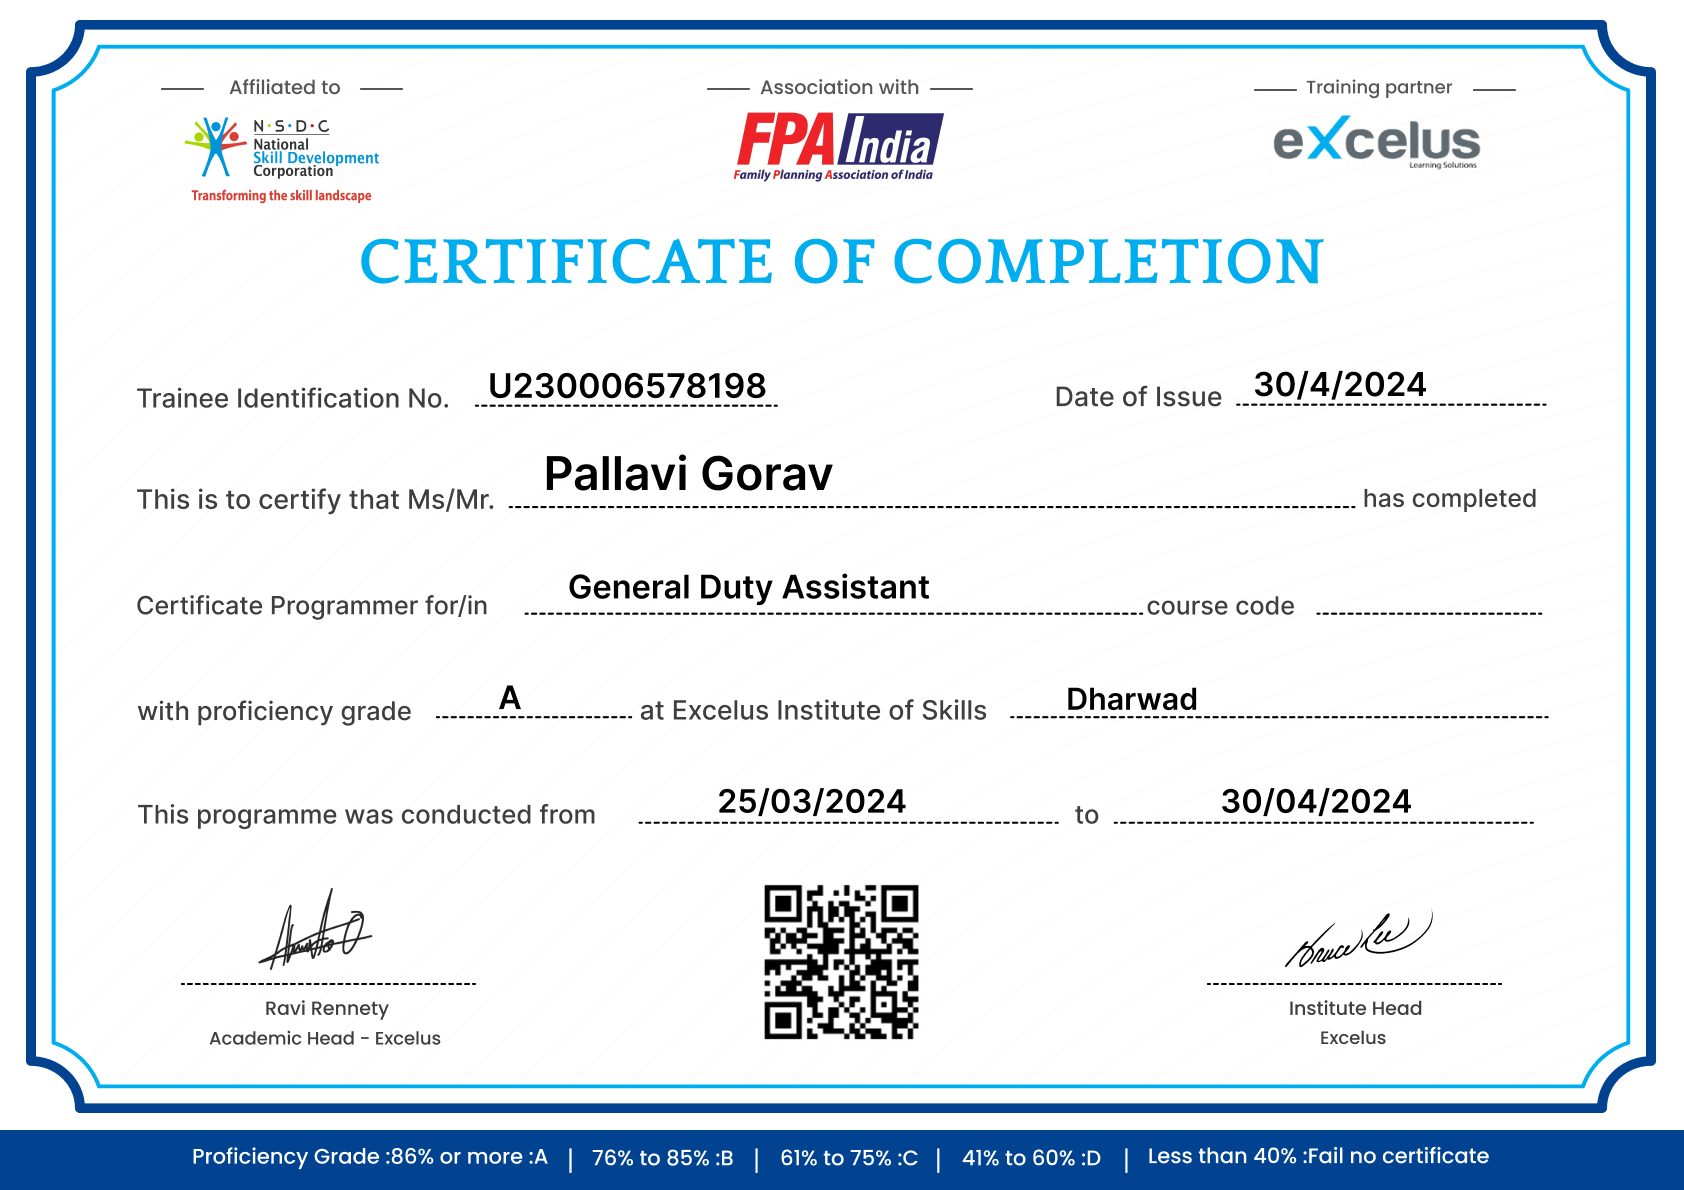 Affiliated to
N·S·D·C
National
Skill Development
Corporation
Transforming the skill landscape
Association with
FPA India
Family Planning Association of India
Training partner
eXcelus
Learning Solutions
CERTIFICATE OF COMPLETION
Trainee Identification No. U230006578198 Date of Issue 30/4/2024
This is to certify that Ms/Mr. Pallavi Gorav has completed
Certificate Programmer for/in General Duty Assistant course code
with proficiency grade A at Excelus Institute of Skills Dharwad
This programme was conducted from 25/03/2024 to 30/04/2024
Ravi Rennety
Academic Head - Excelus
Bruce Lee
Institute Head
Excelus
Proficiency Grade :86% or more :A | 76% to 85% :B | 61% to 75% :C | 41% to 60% :D | Less than 40% :Fail no certificate